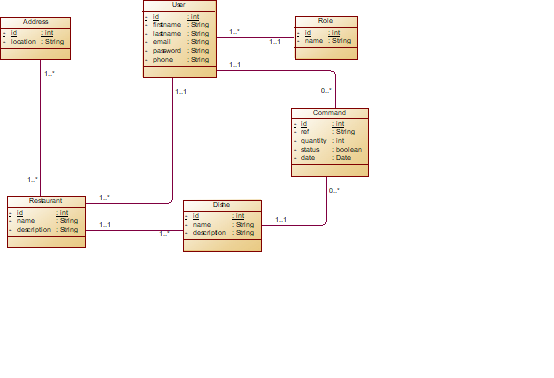 User
- id : int
- firstname : String
- lastname : String
- email : String
- password : String
- phone : String
Address
- id : int
- location : String
Role
- id : int
- name : String
1..*
1..1
1..1
1..*
1..1
0..*
Command
- id : int
- ref : String
- quantity : int
- status : boolean
- date : Date
1..*
0..*
Restaurant
- id : int
- name : String
- description : String
1..*
1..1
1..*
Dishe
- id : int
- name : String
- description : String
1..1